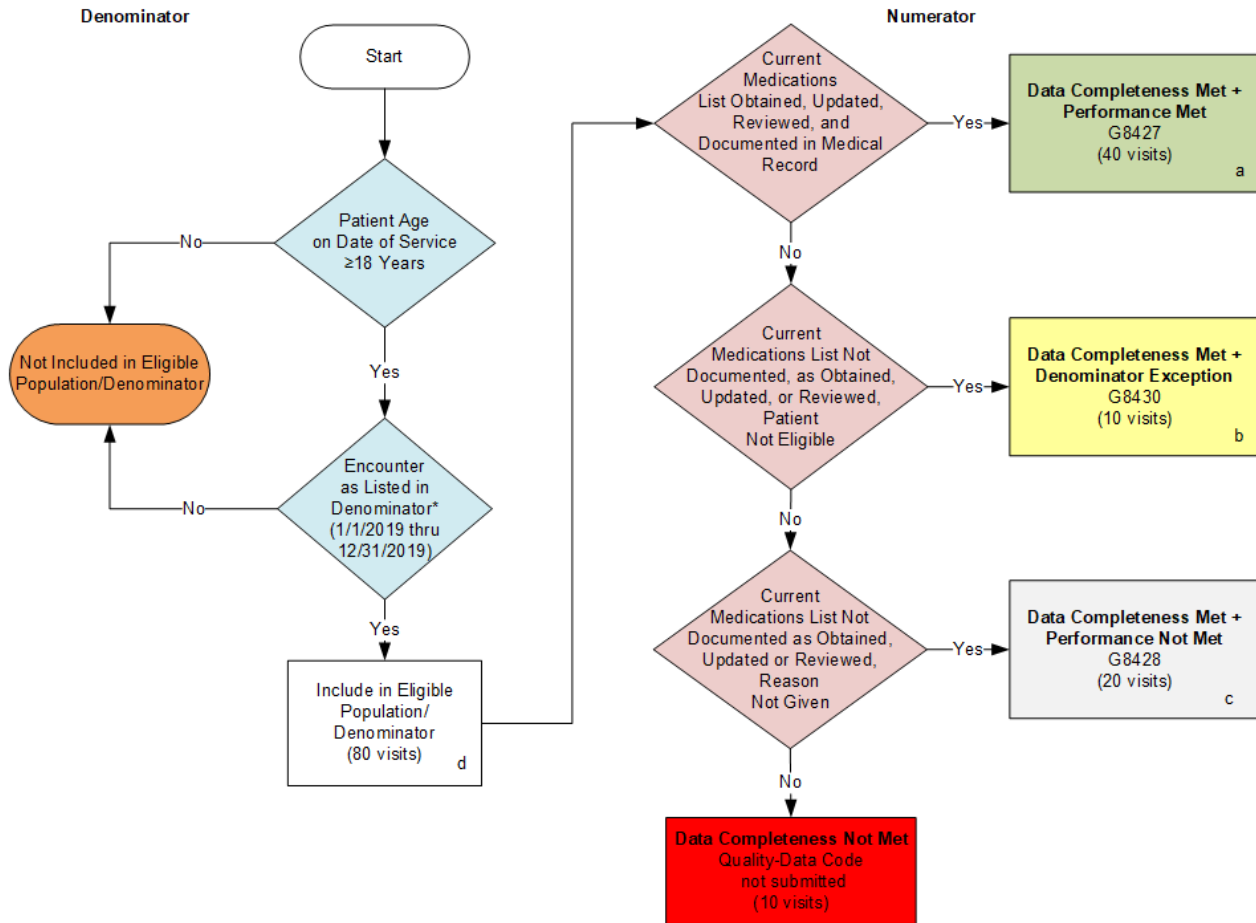 Denominator
Numerator
Start
Patient Age
on Date of Service
≥18 Years
No
Yes
Not Included in Eligible
Population/Denominator
Encounter
as Listed in
Denominator*
(1/1/2019 thru
12/31/2019)
No
Yes
Include in Eligible
Population/
Denominator
(80 visits)
d
Current
Medications
List Obtained, Updated,
Reviewed, and
Documented in Medical
Record
Yes
Data Completeness Met +
Performance Met
G8427
(40 visits)
a
No
Current
Medications List Not
Documented, as Obtained,
Updated, or Reviewed,
Patient
Not Eligible
Yes
Data Completeness Met +
Denominator Exception
G8430
(10 visits)
b
No
Current
Medications List Not
Documented as Obtained,
Updated or Reviewed,
Reason
Not Given
Yes
Data Completeness Met +
Performance Not Met
G8428
(20 visits)
c
No
Data Completeness Not Met
Quality-Data Code
not submitted
(10 visits)